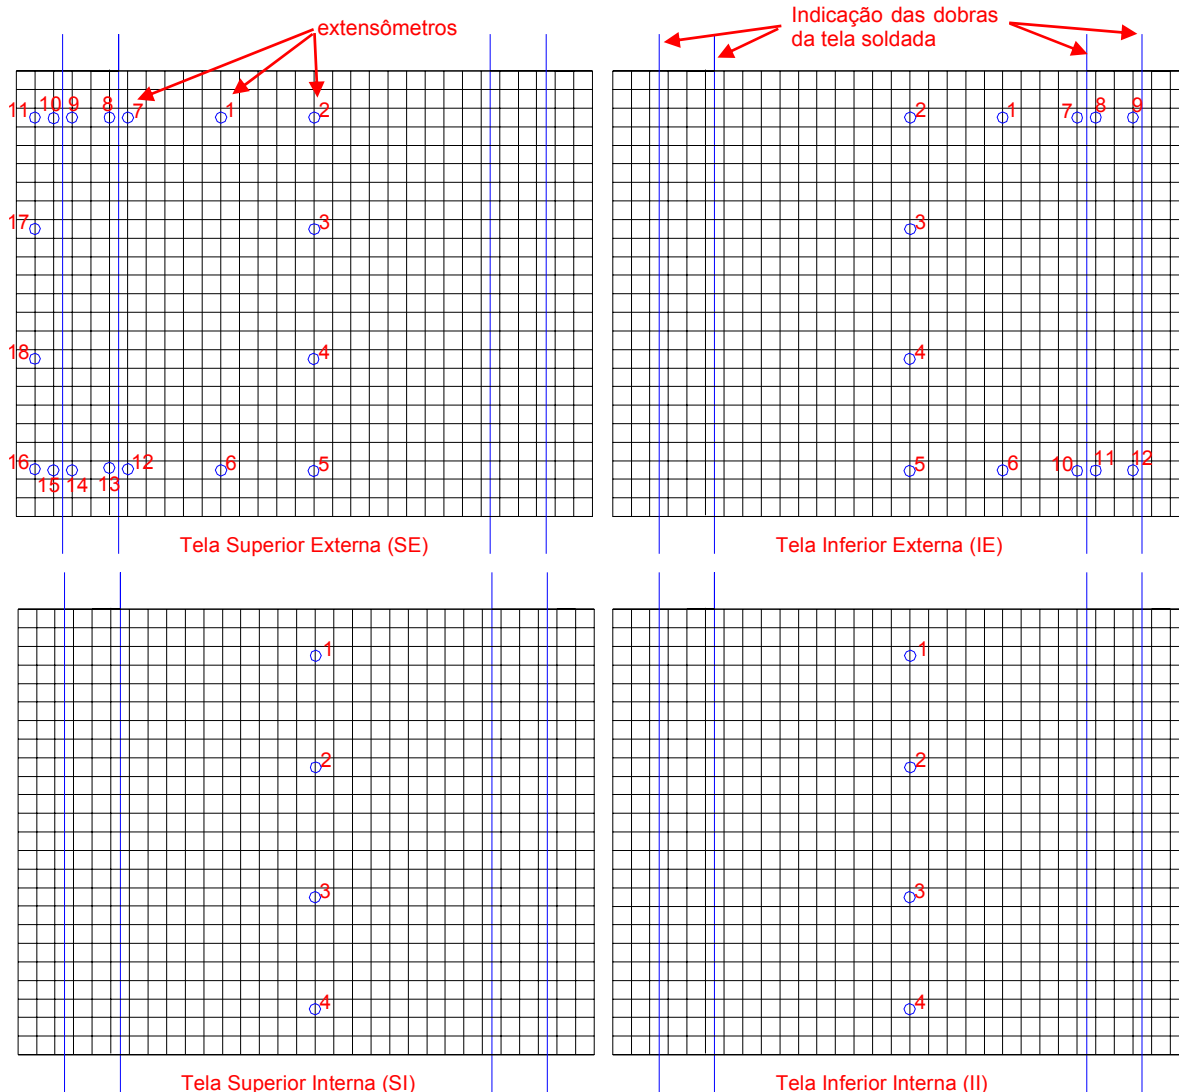 extensômetros
Indicação das dobras
da tela soldada
11 10 9 8 7 1 2
17 3
18 4
16 15 14 13 12 6 5
Tela Superior Externa (SE)
2 1 7 8 9
3
4
5 6 10 11 12
Tela Inferior Externa (IE)
1
2
3
4
Tela Superior Interna (SI)
1
2
3
4
Tela Inferior Interna (II)